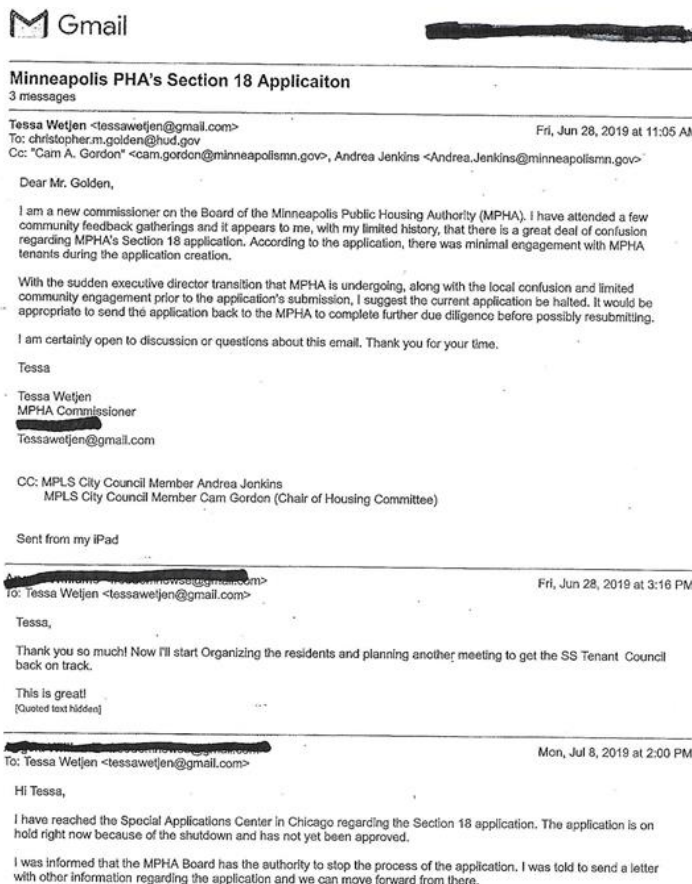 Gmail
Minneapolis PHA's Section 18 Applicaiton
3 messages
Tessa Wetjen <tessawetjen@gmail.com>
Fri, Jun 28, 2019 at 11:05 AM
To: christopher.m.golden@hud.gov
Cc: "Cam A. Gordon" <cam.gordon@minneapolismn.gov>, Andrea Jenkins <Andrea.Jenkins@minneapolismn.gov>
Dear Mr. Golden,
I am a new commissioner on the Board of the Minneapolis Public Housing Authority (MPHA). I have attended a few
community feedback gatherings and it appears to me, with my limited history, that there is a great deal of confusion
regarding MPHA's Section 18 application. According to the application, there was minimal engagement with MPHA
tenants during the application creation.
With the sudden executive director transition that MPHA is undergoing, along with the local confusion and limited
community engagement prior to the application's submission, I suggest the current application be halted. It would be
appropriate to send the application back to the MPHA to complete further due diligence before possibly resubmitting.
I am certainly open to discussion or questions about this email. Thank you for your time.
Tessa
Tessa Wetjen
MPHA Commissioner
Tessawetjen@gmail.com
CC: MPLS City Council Member Andrea Jenkins
MPLS City Council Member Cam Gordon (Chair of Housing Committee)
Sent from my iPad
Fri, Jun 28, 2019 at 3:16 PM
To: Tessa Wetjen <tessawetjen@gmail.com>
Tessa,
Thank you so much! Now I'll start Organizing the residents and planning another meeting to get the SS Tenant Council
back on track.
This is great!
[Quoted text hidden]
Mon, Jul 8, 2019 at 2:00 PM
To: Tessa Wetjen <tessawetjen@gmail.com>
Hi Tessa,
I have reached the Special Applications Center in Chicago regarding the Section 18 application. The application is on
hold right now because of the shutdown and has not yet been approved.
I was informed that the MPHA Board has the authority to stop the process of the application. I was told to send a letter
with other information regarding the application and we can move forward from there.